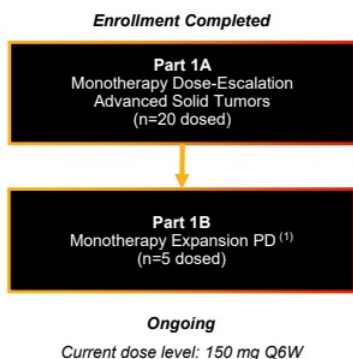 Enrollment Completed
Part 1A
Monotherapy Dose-Escalation
Advanced Solid Tumors
(n=20 dosed)
Part 1B
Monotherapy Expansion PD (1)
(n=5 dosed)
Ongoing
Current dose level: 150 mg Q6W